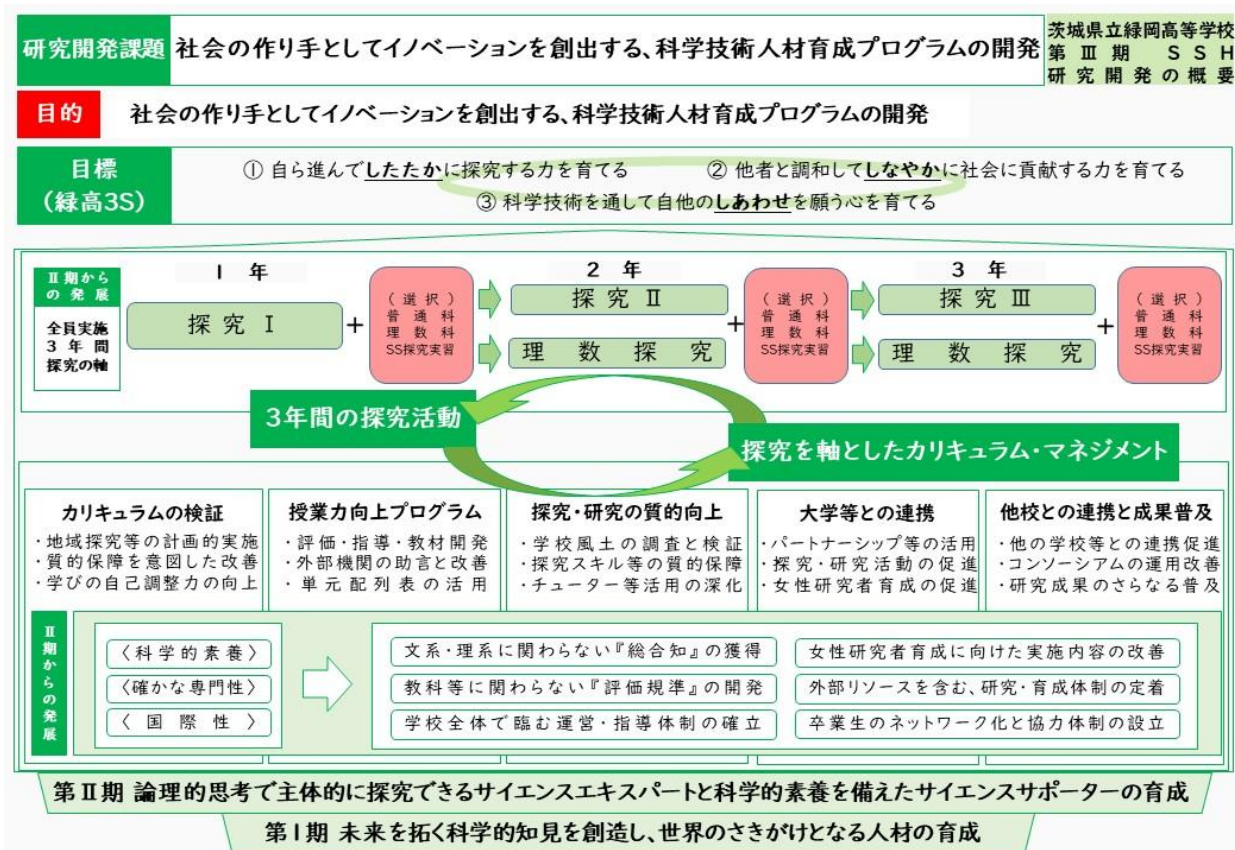 研究開発課題
社会の作り手としてイノベーションを創出する、科学技術人材育成プログラムの開発
茨城県立緑岡高等学校
第Ⅲ期 SSH
研究開発の概要
目的
社会の作り手としてイノベーションを創出する、科学技術人材育成プログラムの開発
目標
(緑高3S)
① 自ら進んでしたたかに探究する力を育てる
② 他者と調和してしなやかに社会に貢献する力を育てる
③ 科学技術を通して自他のしあわせを願う心を育てる
Ⅱ期から
の発展
全員実施
3年間
探究の軸
1年
探究Ⅰ
+
(選択)
普通科
理数科
SS探究実習
2年
探究Ⅱ
理数探究
+
(選択)
普通科
理数科
SS探究実習
3年
探究Ⅲ
理数探究
+
(選択)
普通科
理数科
SS探究実習
3年間の探究活動
探究を軸としたカリキュラム・マネジメント
カリキュラムの検証
・地域探究等の計画的実施
・質的保障を意図した改善
・学びの自己調整力の向上
授業力向上プログラム
・評価・指導・教材開発
・外部機関の助言と改善
・単元配列表の活用
探究・研究の質的向上
・学校風土の調査と検証
・探究スキル等の質的保障
・チューター等活用の深化
大学等との連携
・パートナーシップ等の活用
・探究・研究活動の促進
・女性研究者育成の促進
他校との連携と成果普及
・他の学校等との連携促進
・コンソーシアムの運用改善
・研究成果のさらなる普及
Ⅱ期からの発展
〈科学的素養〉
〈確かな専門性〉
〈国際性〉
文系・理系に関わらない『総合知』の獲得
教科等に関わらない『評価規準』の開発
学校全体で臨む運営・指導体制の確立
女性研究者育成に向けた実施内容の改善
外部リソースを含む、研究・育成体制の定着
卒業生のネットワーク化と協力体制の設立
第Ⅱ期 論理的思考で主体的に探究できるサイエンスエキスパートと科学的素養を備えたサイエンスサポーターの育成
第Ⅰ期 未来を拓く科学的知見を創造し、世界のさきがけとなる人材の育成